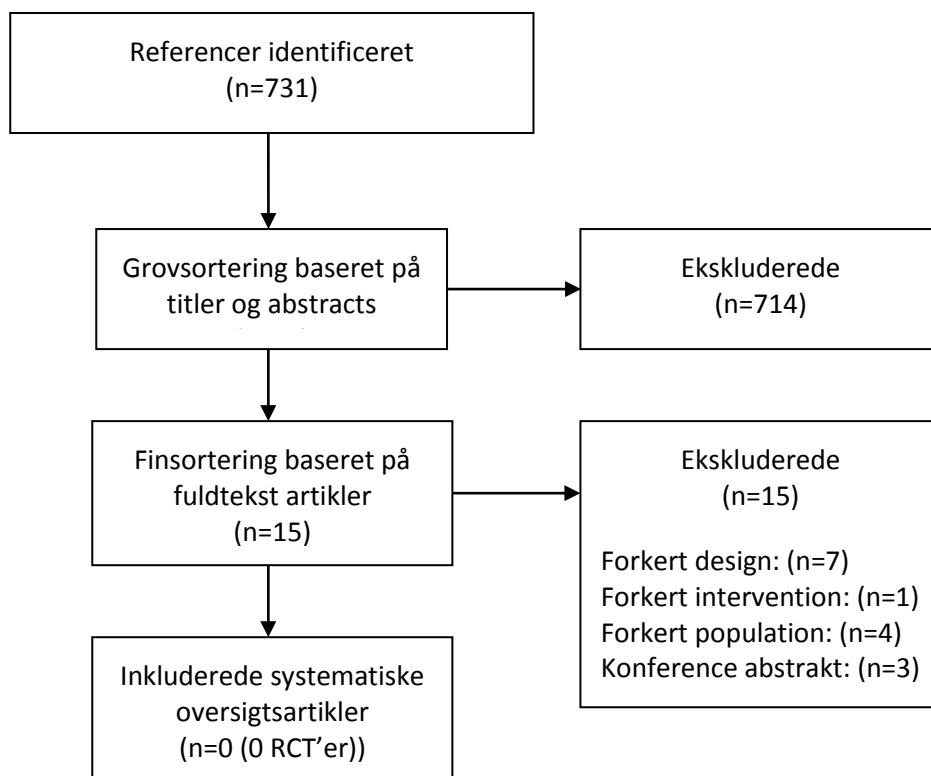 Referencer identificeret
(n=731)
Grovsortering baseret på
titler og abstracts
Ekskluderede
(n=714)
Finsortering baseret på
fuldtekst artikler
(n=15)
Ekskluderede
(n=15)
Forkert design: (n=7)
Forkert intervention: (n=1)
Forkert population: (n=4)
Konference abstrakt: (n=3)
Inkluderede systematiske
oversigtsartikler
(n=0 (0 RCT’er))